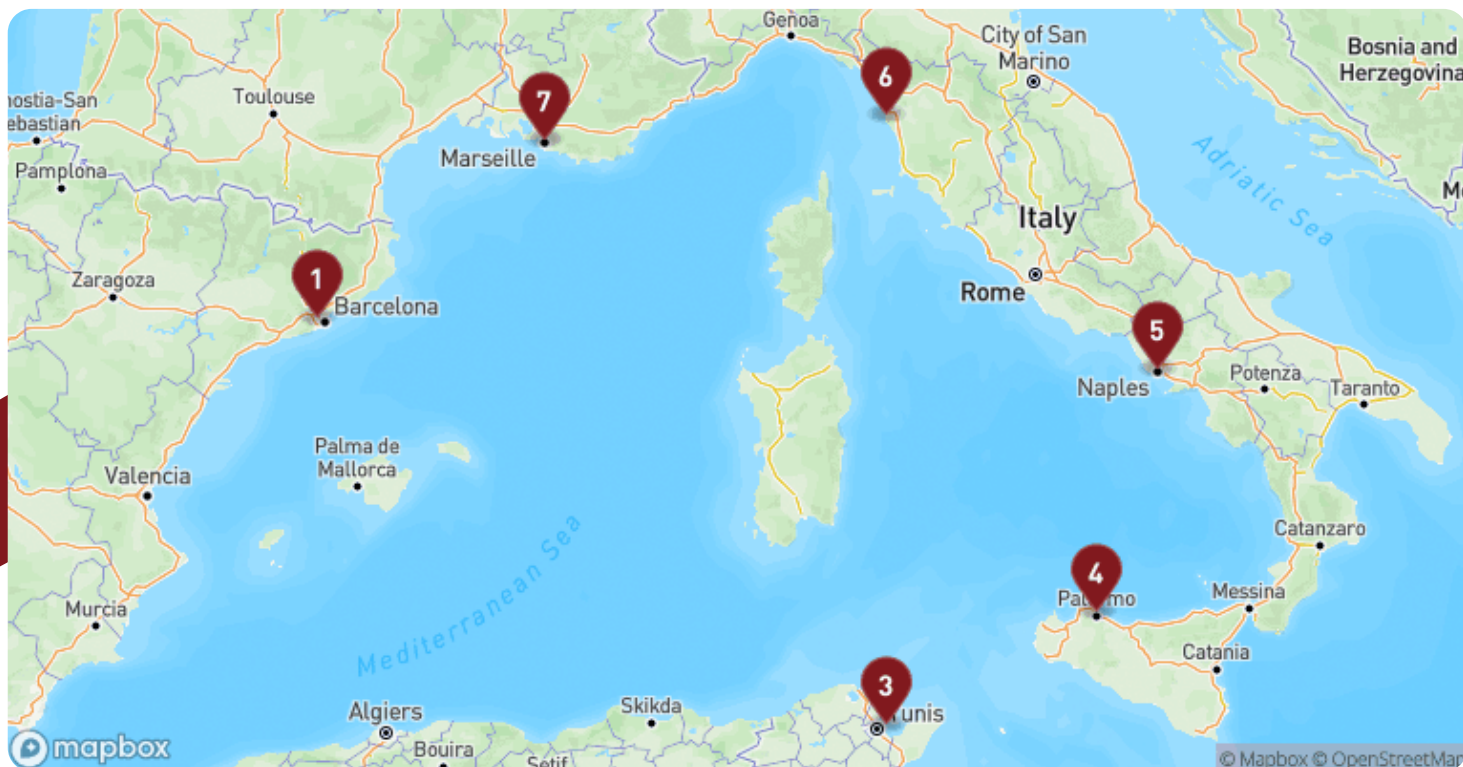 Genoa
City of San
Marino
Bosnia and
Herzegovina
6
nostia-San
ebastian
Toulouse
7
Marseille
Pamplona
Adriatic Sea
Italy
1
Zaragoza
Barcelona
Rome
5
Naples
Potenza
Taranto
Palma de
Mallorca
Valencia
Mediterranean Sea
Catanzaro
4
Murcia
Messina
Catania
3
Algiers
Skikda
unis
mapbox
Bouira
© Mapbox © OpenStreetMap